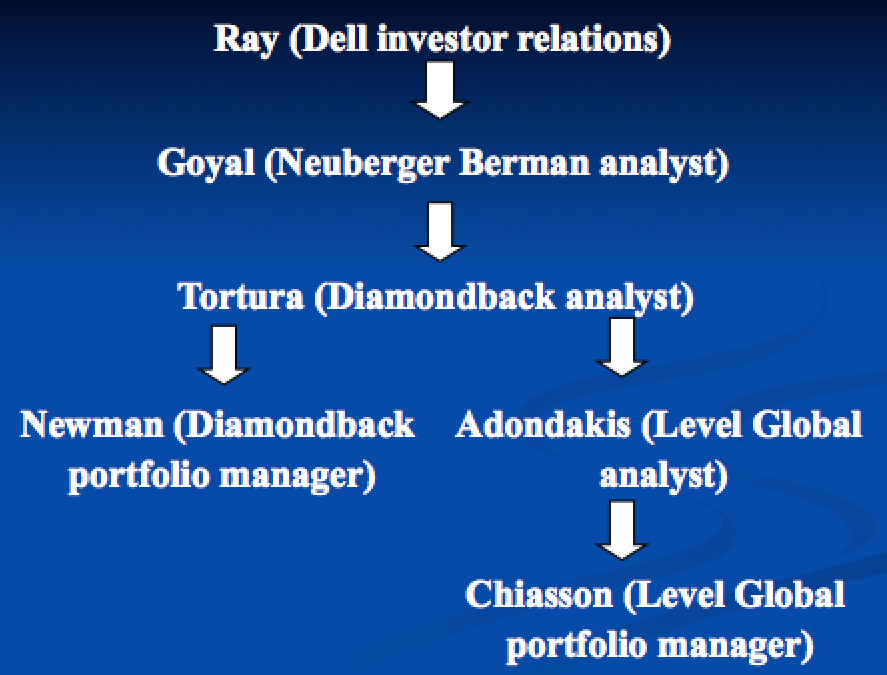 Ray (Dell investor relations)
Goyal (Neuberger Berman analyst)
Tortura (Diamondback analyst)
Newman (Diamondback
portfolio manager)
Adondakis (Level Global
analyst)
Chiasson (Level Global
portfolio manager)